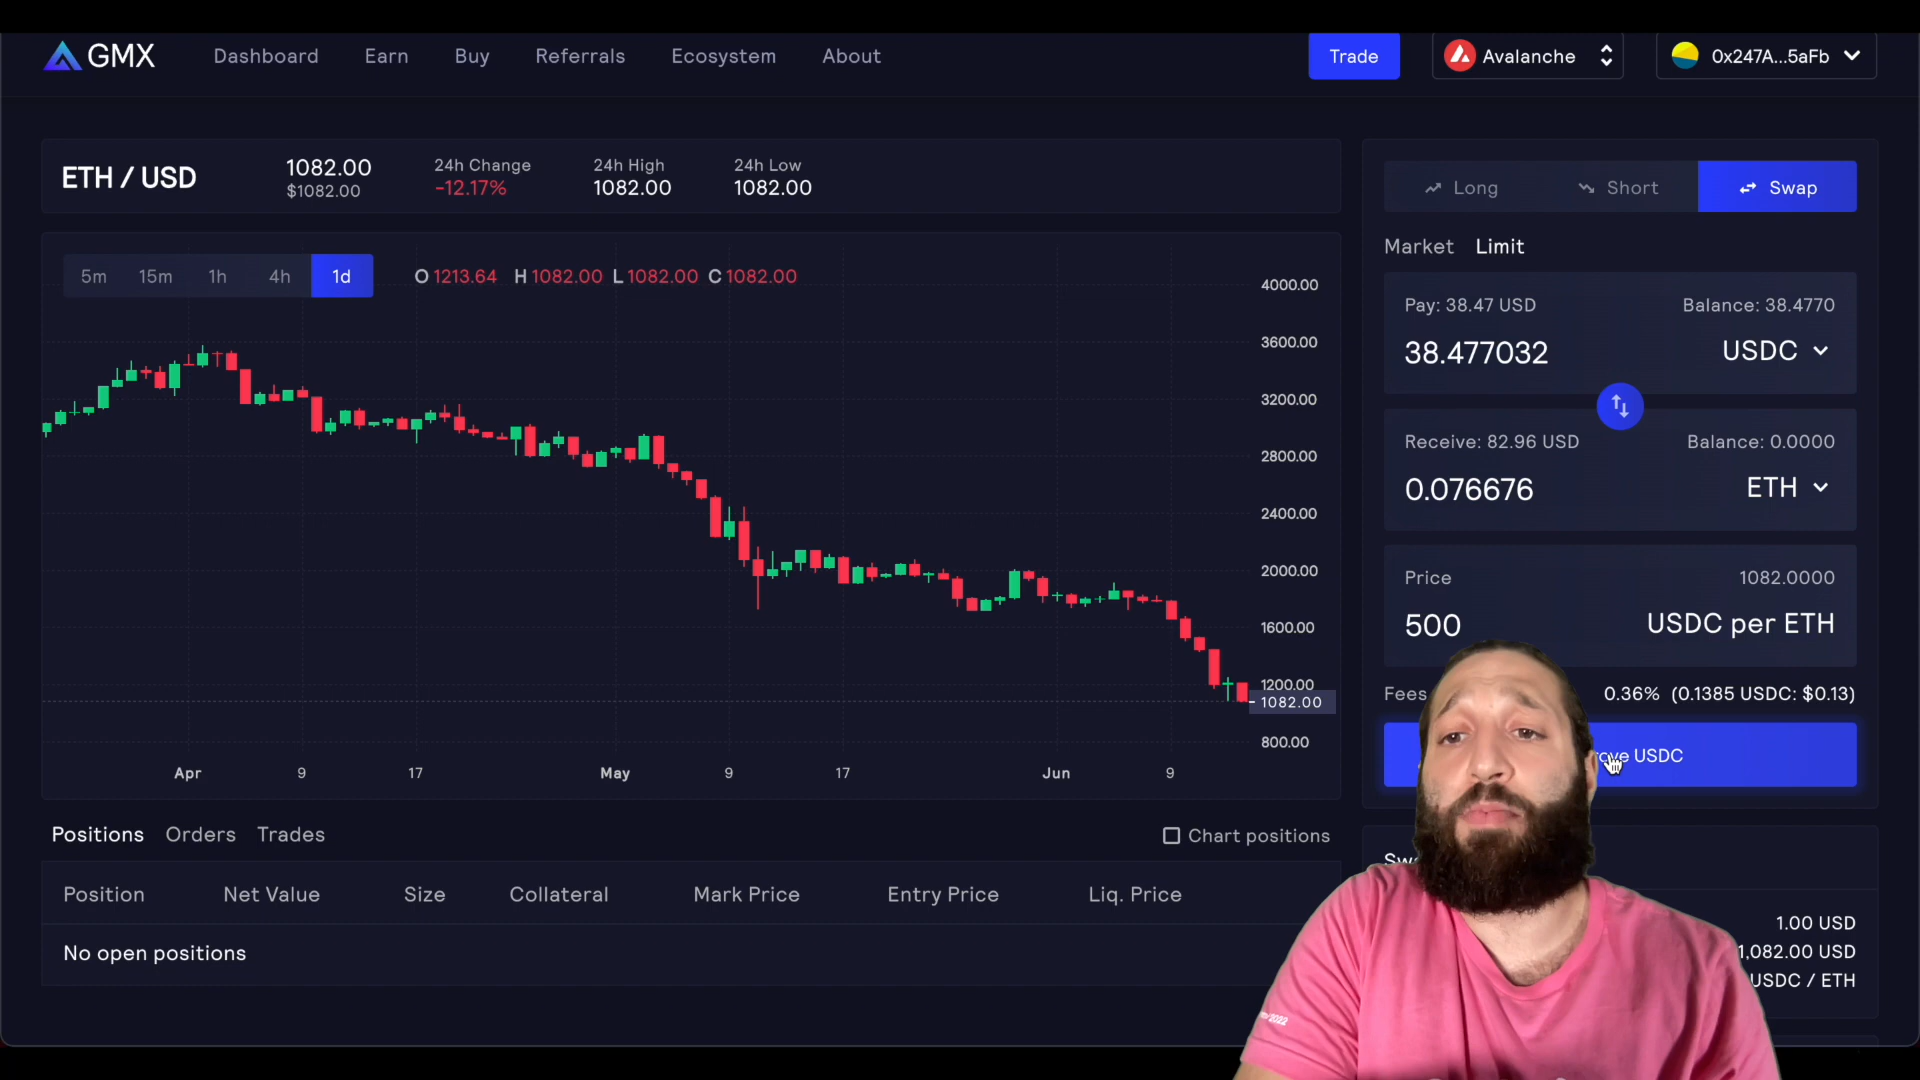 GMX
Dashboard Earn Buy Referrals Ecosystem About
Trade Avalanche 0x247A...5aFb
ETH / USD
1082.00
$1082.00
24h Change
-12.17%
24h High
1082.00
24h Low
1082.00
5m 15m 1h 4h 1d
O 1213.64 H 1082.00 L 1082.00 C 1082.00
4000.00
3600.00
3200.00
2800.00
2400.00
2000.00
1600.00
1200.00
1082.00
800.00
Apr 9 17 May 9 17 Jun 9
Long Short Swap
Market Limit
Pay: 38.47 USD Balance: 38.4770
38.477032 USDC
Receive: 82.96 USD Balance: 0.0000
0.076676 ETH
Price 1082.0000
500 USDC per ETH
Fees 0.36% (0.1385 USDC: $0.13)
USDC
Positions Orders Trades Chart positions
Position Net Value Size Collateral Mark Price Entry Price Liq. Price
No open positions
1.00 USD
1,082.00 USD
USDC / ETH
2022